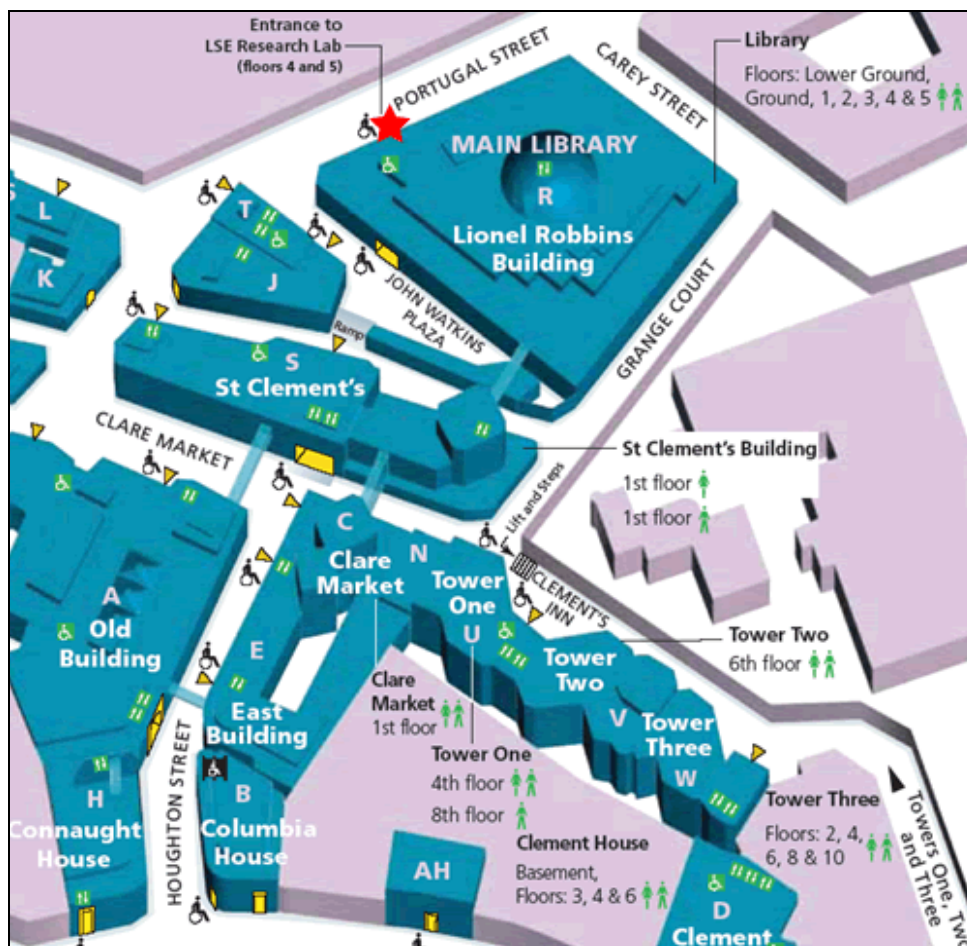 Entrance to
LSE Research Lab
(floors 4 and 5)
PORTUGAL STREET
CAREY STREET
Library
Floors: Lower Ground,
Ground, 1, 2, 3, 4 & 5
MAIN LIBRARY
R
Lionel Robbins
Building
L
K
T
J
JOHN WATKINS
PLAZA
Ramp
GRANGE COURT
S
St Clement's
CLARE MARKET
St Clement's Building
1st floor
1st floor
Lift and Steps
CLEMENT'S
INN
C
Clare
Market
N
Tower
One
U
Tower
Two
V
Tower
Three
W
A
Old
Building
E
East
Building
Clare
Market
1st floor
Tower Two
6th floor
Tower One
4th floor
8th floor
HOUGHTON STREET
H
Connaught
House
B
Columbia
House
AH
Clement House
Basement,
Floors: 3, 4 & 6
Tower Three
Floors: 2, 4,
6, 8 & 10
D
Clement
Towers One, Tw
and Three